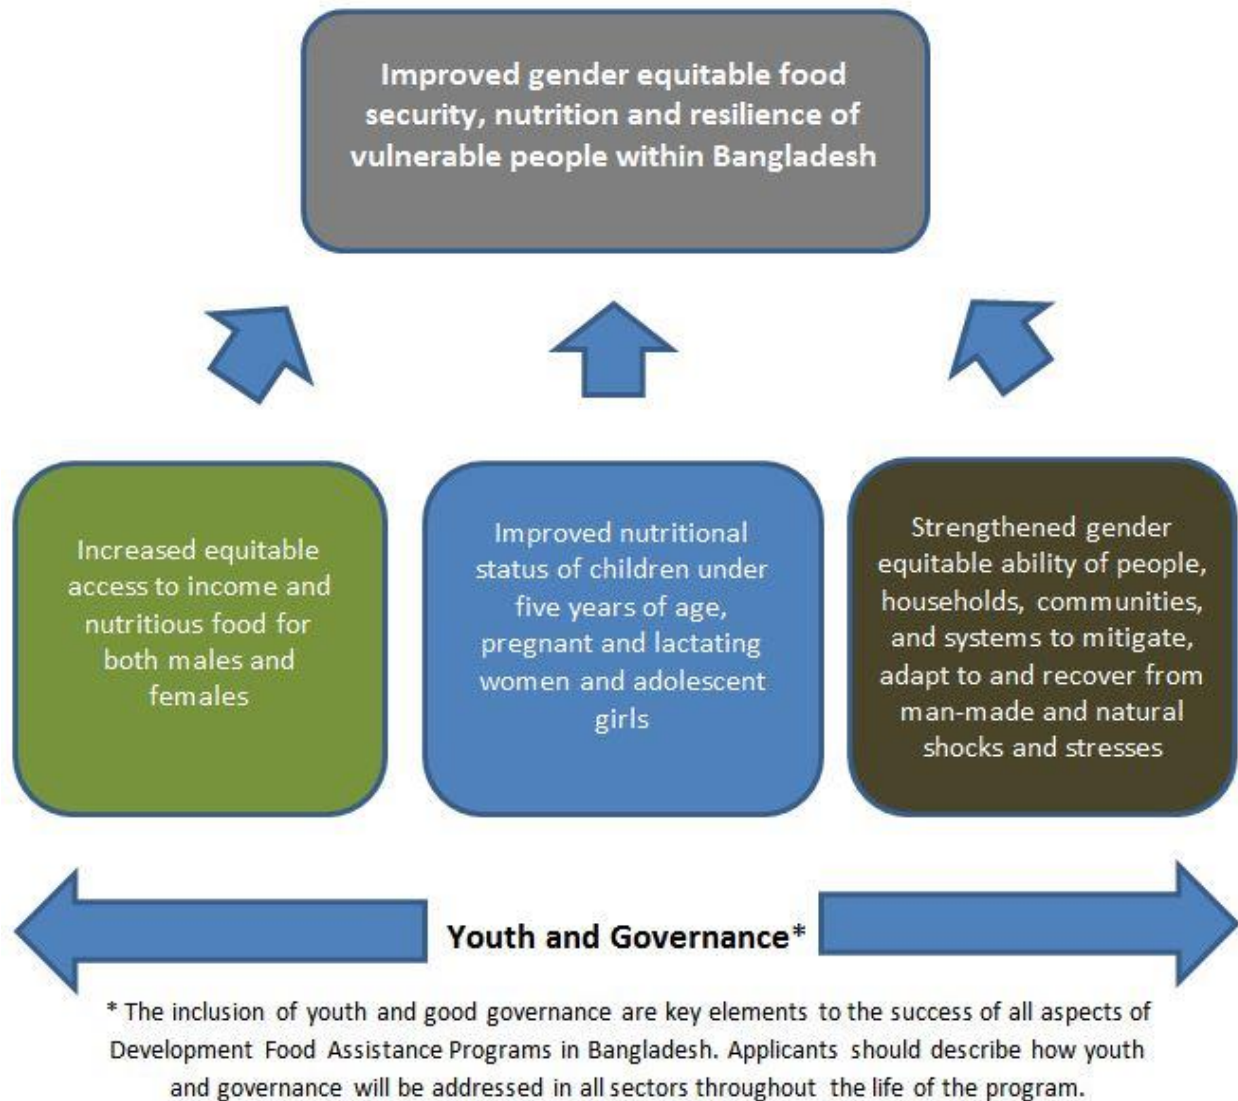 Improved gender equitable food
security, nutrition and resilience of
vulnerable people within Bangladesh
Increased equitable
access to income and
nutritious food for
both males and
females
Improved nutritional
status of children under
five years of age,
pregnant and lactating
women and adolescent
girls
Strengthened gender
equitable ability of people,
households, communities,
and systems to mitigate,
adapt to and recover from
man-made and natural
shocks and stresses
Youth and Governance*
* The inclusion of youth and good governance are key elements to the success of all aspects of
Development Food Assistance Programs in Bangladesh. Applicants should describe how youth
and governance will be addressed in all sectors throughout the life of the program.